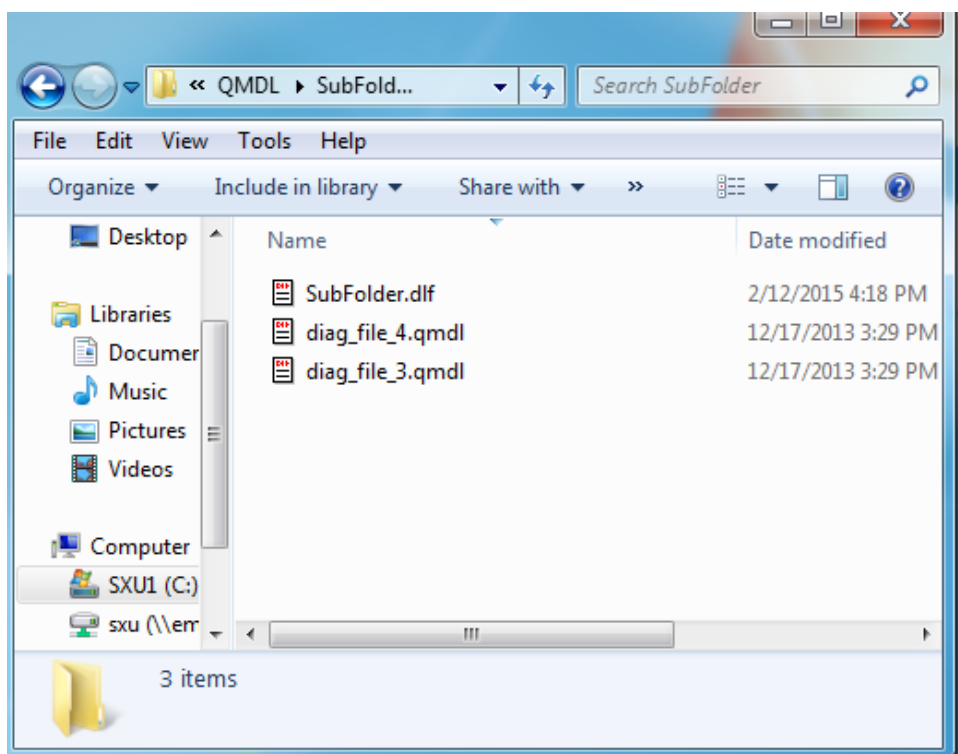 « QMDL SubFold... Search SubFolder
File Edit View Tools Help
Organize Include in library Share with »
Desktop Name Date modified
SubFolder.dlf 2/12/2015 4:18 PM
Libraries
diag_file_4.qmdl 12/17/2013 3:29 PM
Documer
diag_file_3.qmdl 12/17/2013 3:29 PM
Music
Pictures
Videos
Computer
SXU1 (C:)
sxu (\\em
3 items